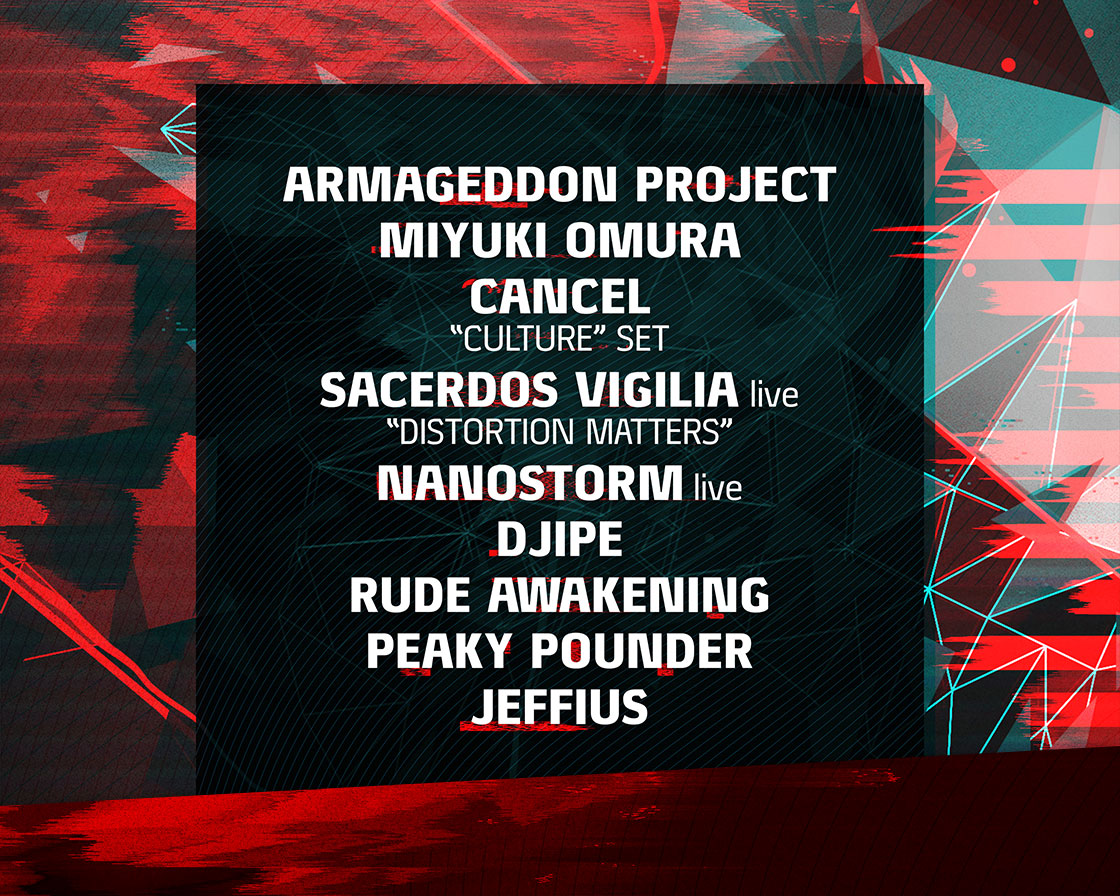 ARMAGEDDON PROJECT
MIYUKI OMURA
CANCEL
“CULTURE” SET
SACERDOS VIGILIA live
“DISTORTION MATTERS”
NANOSTORM live
DJIPE
RUDE AWAKENING
PEAKY POUNDER
JEFFIUS